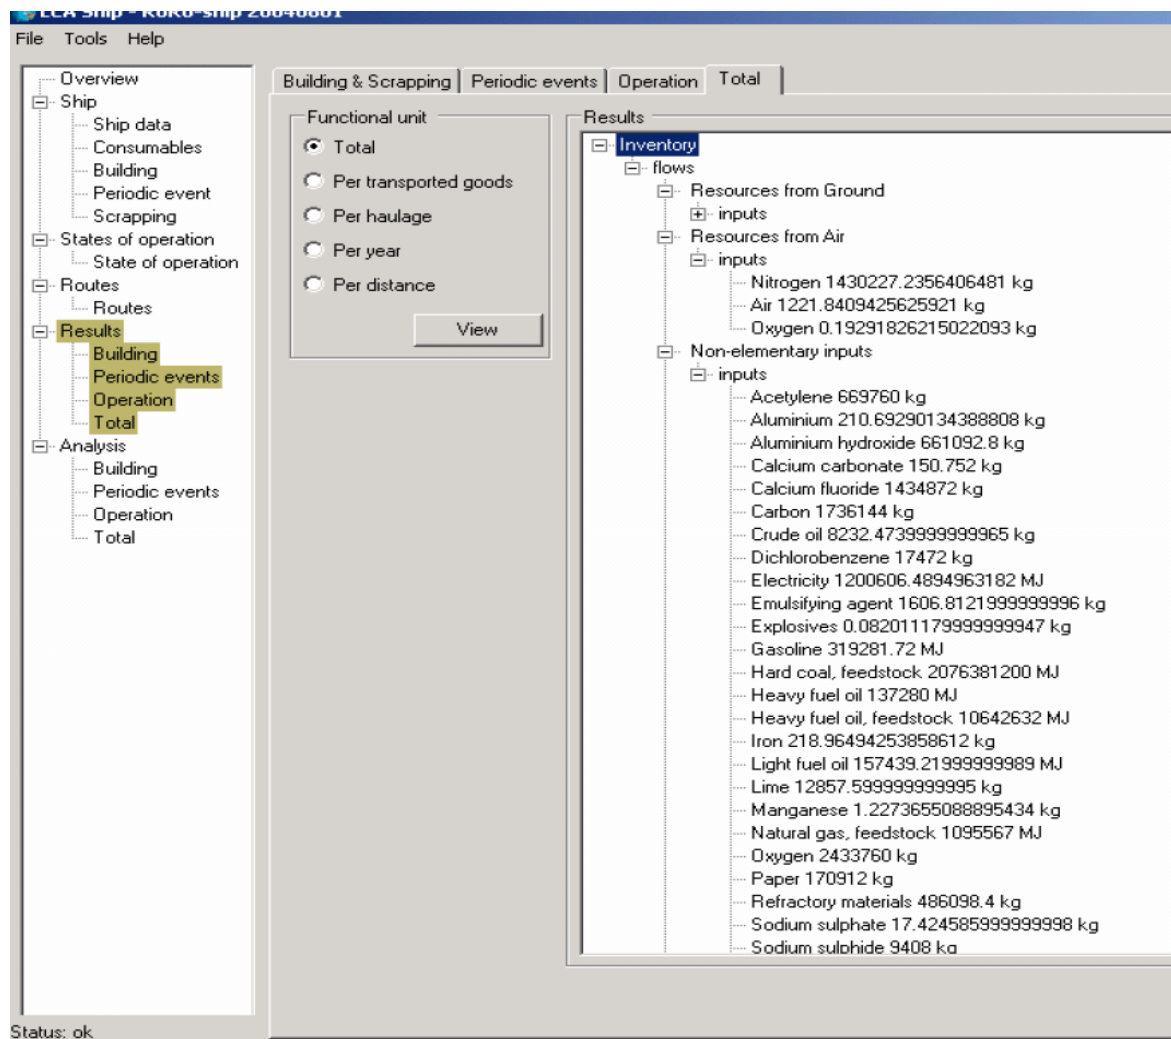 LCA Ship - RoRo-ship 20040801
File Tools Help
Overview
Ship
Ship data
Consumables
Building
Periodic event
Scrapping
States of operation
State of operation
Routes
Routes
Results
Building
Periodic events
Operation
Total
Analysis
Building
Periodic events
Operation
Total
Building & Scrapping Periodic events Operation Total
Functional unit
Total
Per transported goods
Per haulage
Per year
Per distance
View
Results
Inventory
flows
Resources from Ground
inputs
Resources from Air
inputs
Nitrogen 1430227.2356406481 kg
Air 1221.8409425625921 kg
Oxygen 0.19291826215022093 kg
Non-elementary inputs
inputs
Acetylene 669760 kg
Aluminium 210.69290134388808 kg
Aluminium hydroxide 661092.8 kg
Calcium carbonate 150.752 kg
Calcium fluoride 1434872 kg
Carbon 1736144 kg
Crude oil 8232.4739999999965 kg
Dichlorobenzene 17472 kg
Electricity 1200606.4894963182 MJ
Emulsifying agent 1606.8121999999996 kg
Explosives 0.082011179999999947 kg
Gasoline 319281.72 MJ
Hard coal, feedstock 2076381200 MJ
Heavy fuel oil 137280 MJ
Heavy fuel oil, feedstock 10642632 MJ
Iron 218.96494253858612 kg
Light fuel oil 157439.21999999989 MJ
Lime 12857.599999999995 kg
Manganese 1.2273655088895434 kg
Natural gas, feedstock 1095567 MJ
Oxygen 2433760 kg
Paper 170912 kg
Refractory materials 486098.4 kg
Sodium sulphate 17.424585999999998 kg
Sodium sulphide 9408 kg
Status: ok